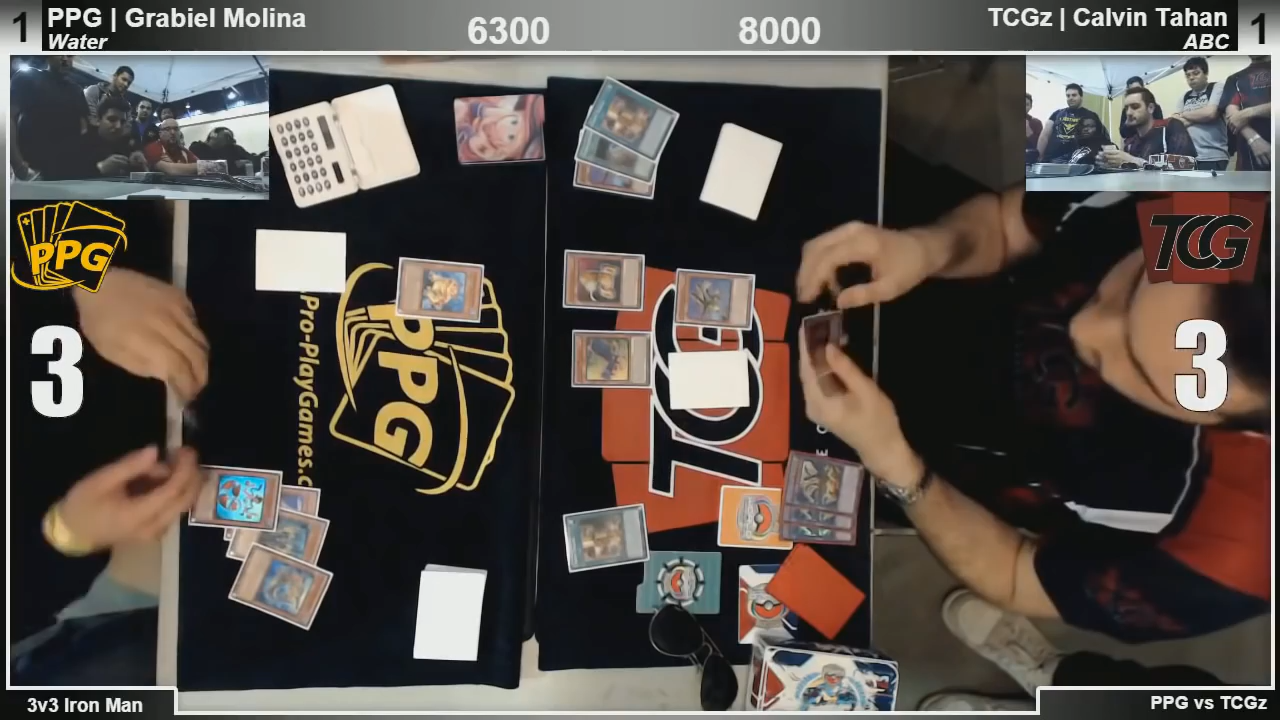 1 PPG | Grabiel Molina
Water
6300
8000
TCGz | Calvin Tahan 1
ABC
PPG
3
TCG
3
Pro-PlayGames.c
PPG
TCG
3v3 Iron Man
PPG vs TCGz